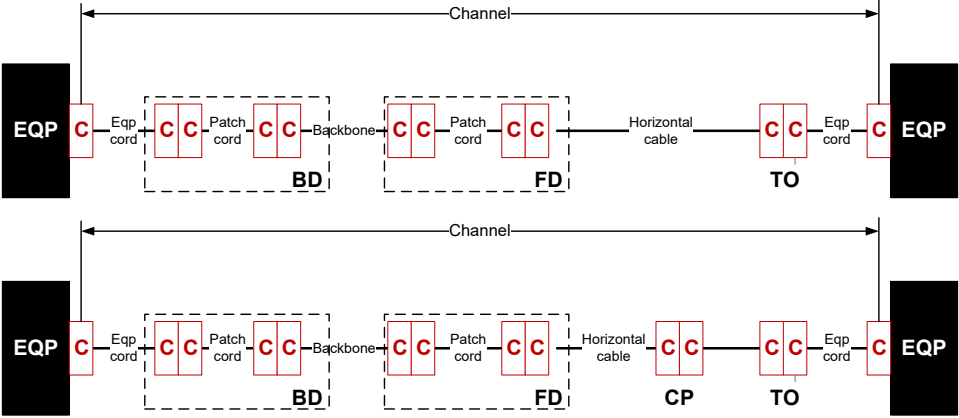 Channel
EQP C Eqp cord C C Patch cord C C Backbone C C Patch cord C C Horizontal cable C C Eqp cord C EQP
BD FD TO
Channel
EQP C Eqp cord C C Patch cord C C Backbone C C Patch cord C C Horizontal cable C C C C Eqp cord C EQP
BD FD CP TO